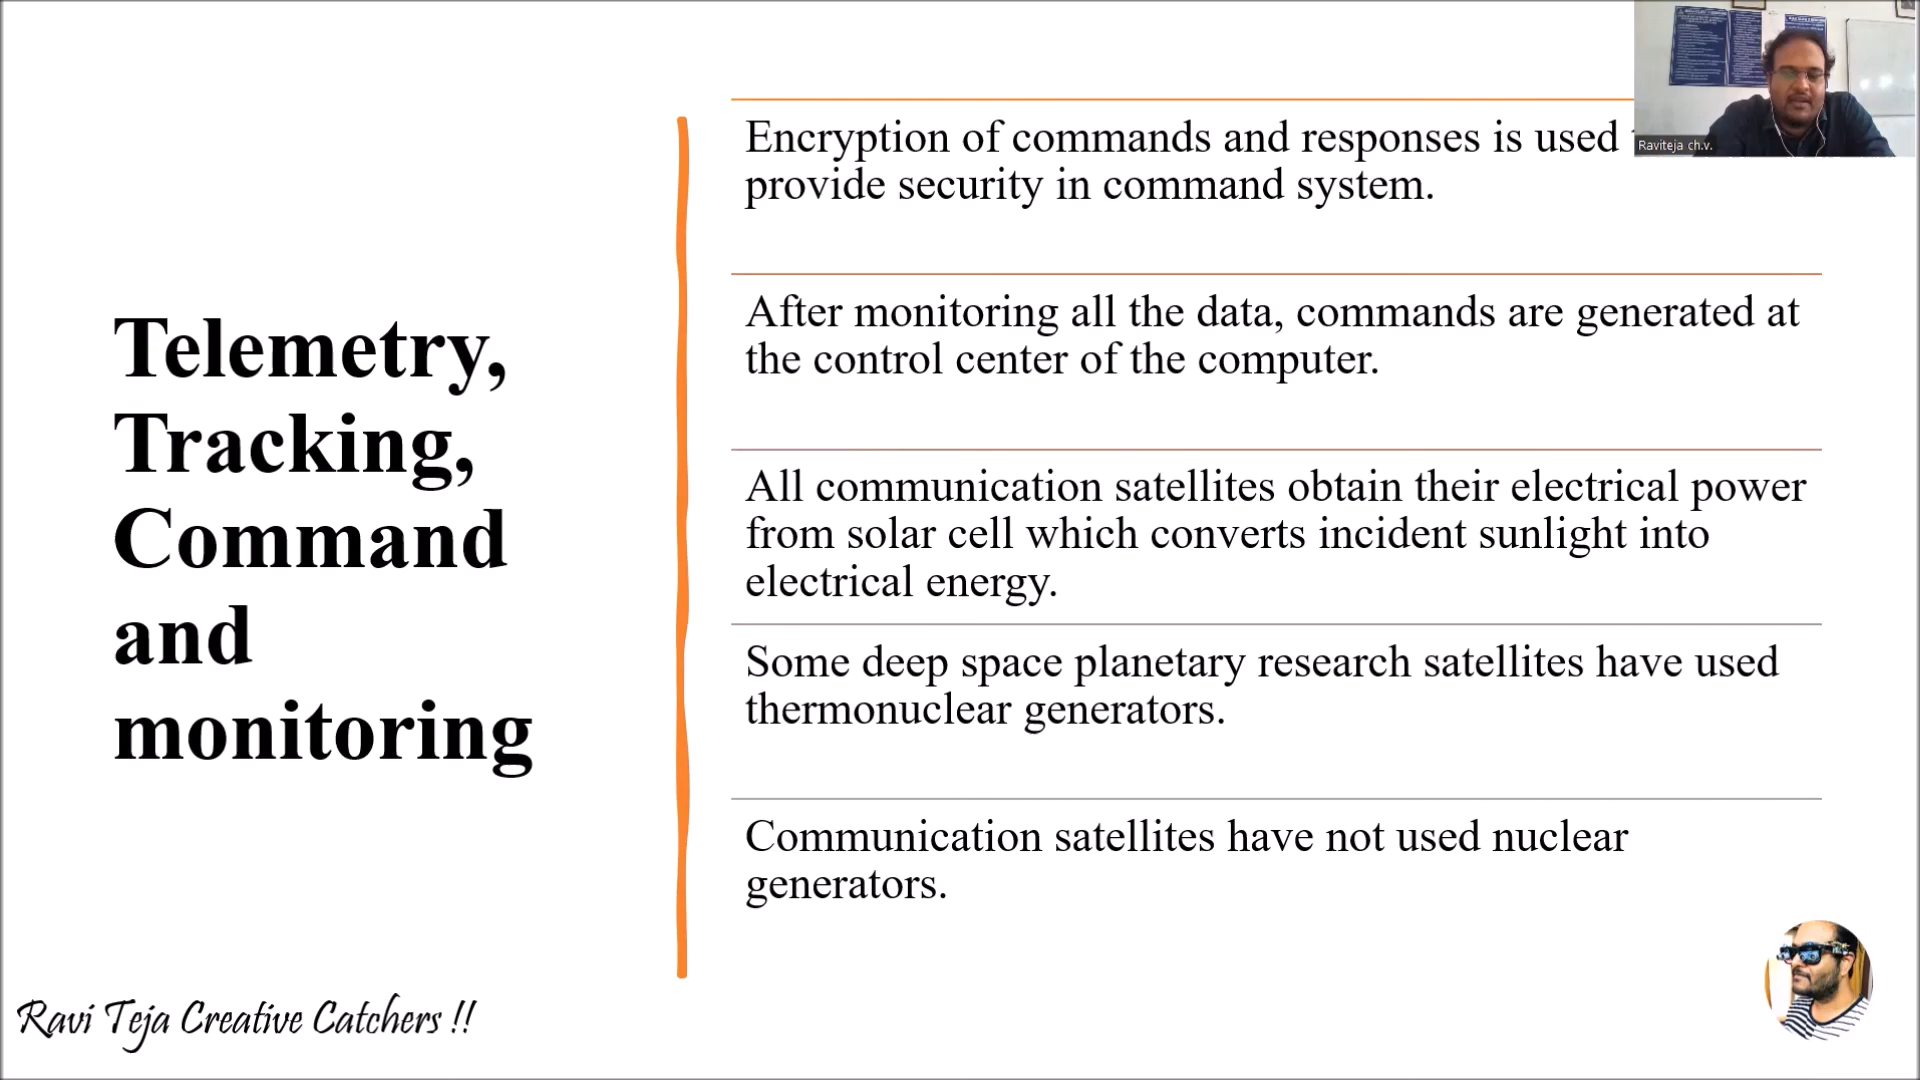 Raviteja ch.v.
Telemetry,
Tracking,
Command
and
monitoring
Encryption of commands and responses is used
provide security in command system.
After monitoring all the data, commands are generated at
the control center of the computer.
All communication satellites obtain their electrical power
from solar cell which converts incident sunlight into
electrical energy.
Some deep space planetary research satellites have used
thermonuclear generators.
Communication satellites have not used nuclear
generators.
Ravi Teja Creative Catchers !!